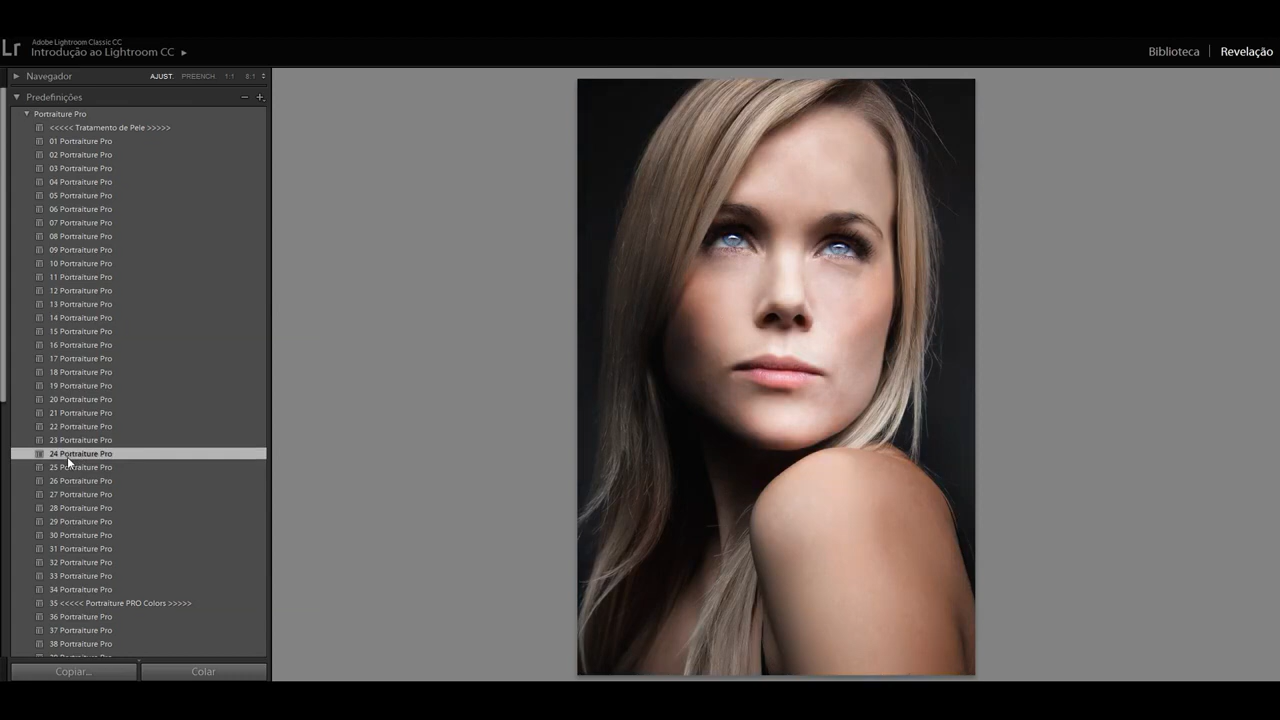 Lr
Adobe Lightroom Classic CC
Introdução ao Lightroom CC
Biblioteca
Revelação
Navegador
AJUST.
PREENCH.
1:1
8:1
Predefinições
Portraiture Pro
<<<<< Tratamento de Pele >>>>>
01 Portraiture Pro
02 Portraiture Pro
03 Portraiture Pro
04 Portraiture Pro
05 Portraiture Pro
06 Portraiture Pro
07 Portraiture Pro
08 Portraiture Pro
09 Portraiture Pro
10 Portraiture Pro
11 Portraiture Pro
12 Portraiture Pro
13 Portraiture Pro
14 Portraiture Pro
15 Portraiture Pro
16 Portraiture Pro
17 Portraiture Pro
18 Portraiture Pro
19 Portraiture Pro
20 Portraiture Pro
21 Portraiture Pro
22 Portraiture Pro
23 Portraiture Pro
24 Portraiture Pro
25 Portraiture Pro
26 Portraiture Pro
27 Portraiture Pro
28 Portraiture Pro
29 Portraiture Pro
30 Portraiture Pro
31 Portraiture Pro
32 Portraiture Pro
33 Portraiture Pro
34 Portraiture Pro
35 <<<<< Portraiture PRO Colors >>>>>
36 Portraiture Pro
37 Portraiture Pro
38 Portraiture Pro
Copiar...
Colar